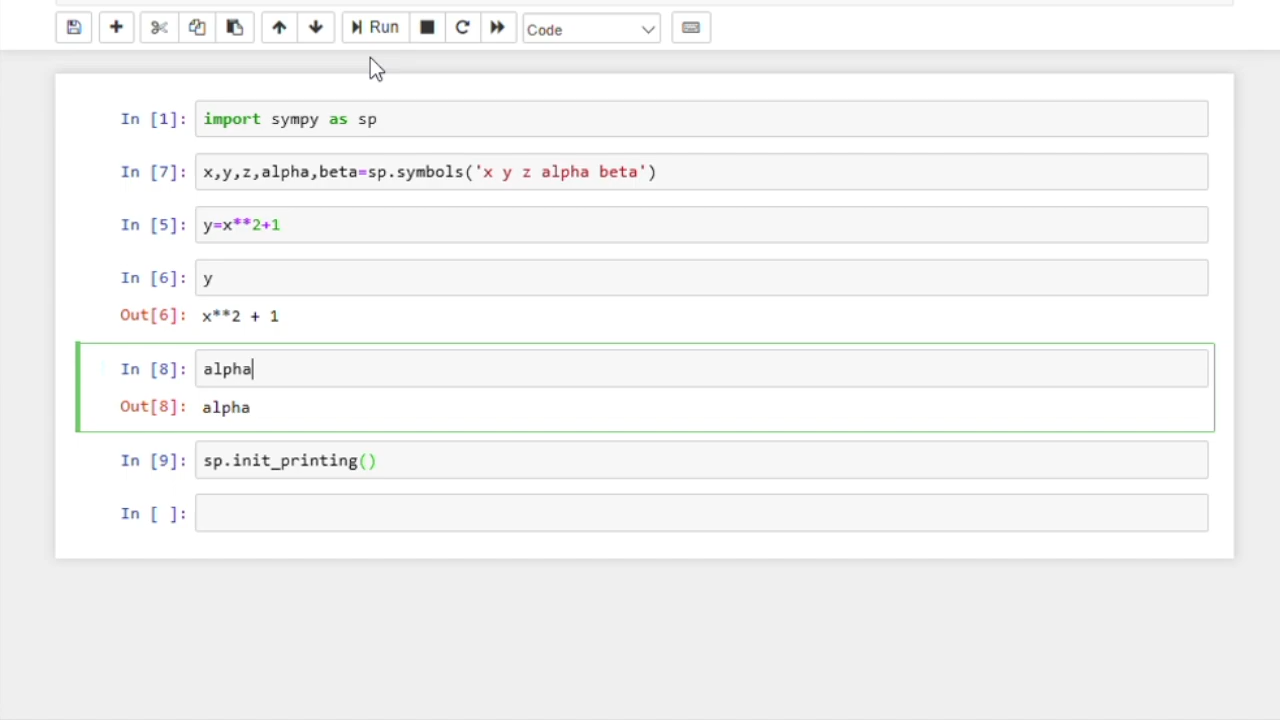 Run
Code
In [1]: import sympy as sp
In [7]: x,y,z,alpha,beta=sp.symbols('x y z alpha beta')
In [5]: y=x**2+1
In [6]: y
Out[6]: x**2 + 1
In [8]: alpha
Out[8]: alpha
In [9]: sp.init_printing()
In [ ]: